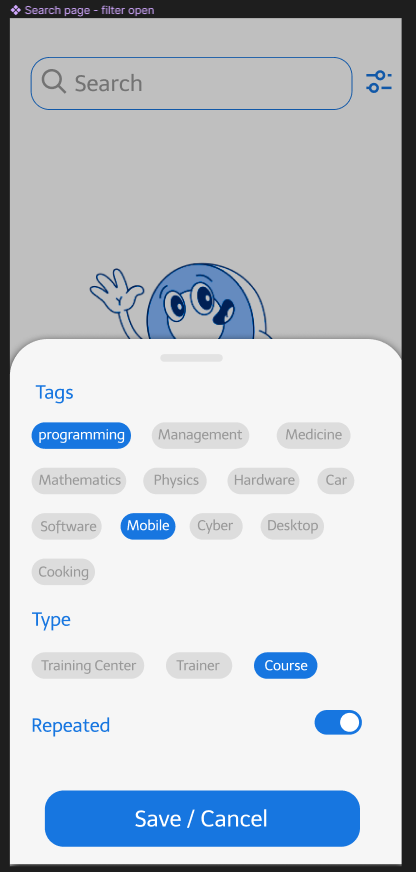 Search page - filter open
Search
Tags
programming Management Medicine
Mathematics Physics Hardware Car
Software Mobile Cyber Desktop
Cooking
Type
Training Center Trainer Course
Repeated
Save / Cancel